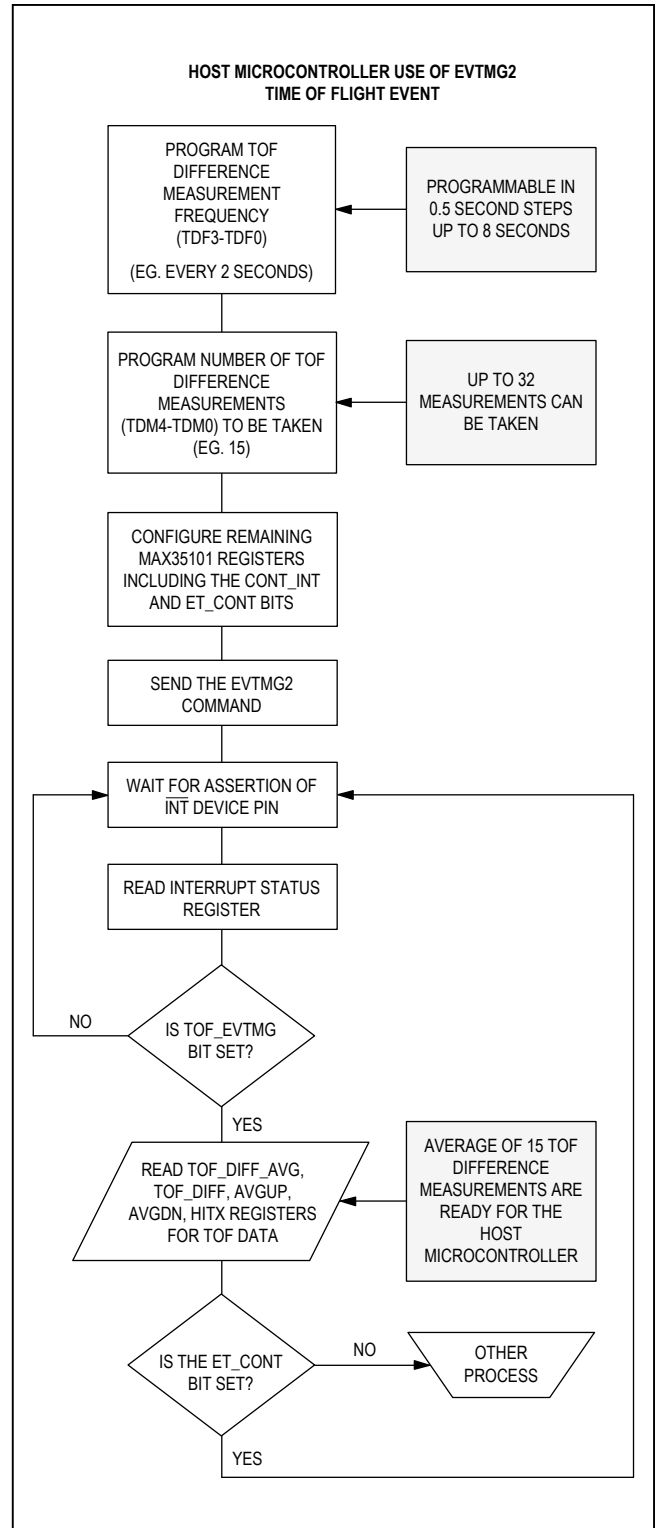 HOST MICROCONTROLLER USE OF EVTMG2
TIME OF FLIGHT EVENT
PROGRAM TOF
DIFFERENCE
MEASUREMENT
FREQUENCY
(TDF3-TDF0)
(EG. EVERY 2 SECONDS)
PROGRAMMABLE IN
0.5 SECOND STEPS
UP TO 8 SECONDS
PROGRAM NUMBER OF TOF
DIFFERENCE
MEASUREMENTS
(TDM4-TDM0) TO BE TAKEN
(EG. 15)
UP TO 32
MEASUREMENTS CAN
BE TAKEN
CONFIGURE REMAINING
MAX35101 REGISTERS
INCLUDING THE CONT_INT
AND ET_CONT BITS
SEND THE EVTMG2
COMMAND
WAIT FOR ASSERTION OF
INT DEVICE PIN
READ INTERRUPT STATUS
REGISTER
IS TOF_EVTMG
BIT SET?
NO
YES
READ TOF_DIFF_AVG,
TOF_DIFF, AVGUP,
AVGDN, HITX REGISTERS
FOR TOF DATA
AVERAGE OF 15 TOF
DIFFERENCE
MEASUREMENTS ARE
READY FOR THE
HOST
MICROCONTROLLER
IS THE ET_CONT
BIT SET?
NO
OTHER
PROCESS
YES